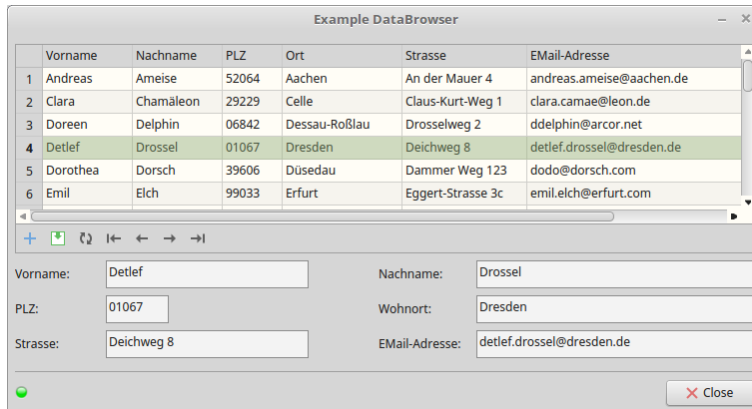 Example DataBrowser
Vorname Nachname PLZ Ort Strasse EMail-Adresse
1 Andreas Ameise 52064 Aachen An der Mauer 4 andreas.ameise@aachen.de
2 Clara Chamäleon 29229 Celle Claus-Kurt-Weg 1 clara.camae@leon.de
3 Doreen Delphin 06842 Dessau-Roßlau Drosselweg 2 ddelphin@arcor.net
4 Detlef Drossel 01067 Dresden Deichweg 8 detlef.drossel@dresden.de
5 Dorothea Dorsch 39606 Düsedau Dammer Weg 123 dodo@dorsch.com
6 Emil Elch 99033 Erfurt Eggert-Strasse 3c emil.elch@erfurt.com
Vorname: Detlef Nachname: Drossel
PLZ: 01067 Wohnort: Dresden
Strasse: Deichweg 8 EMail-Adresse: detlef.drossel@dresden.de
Close